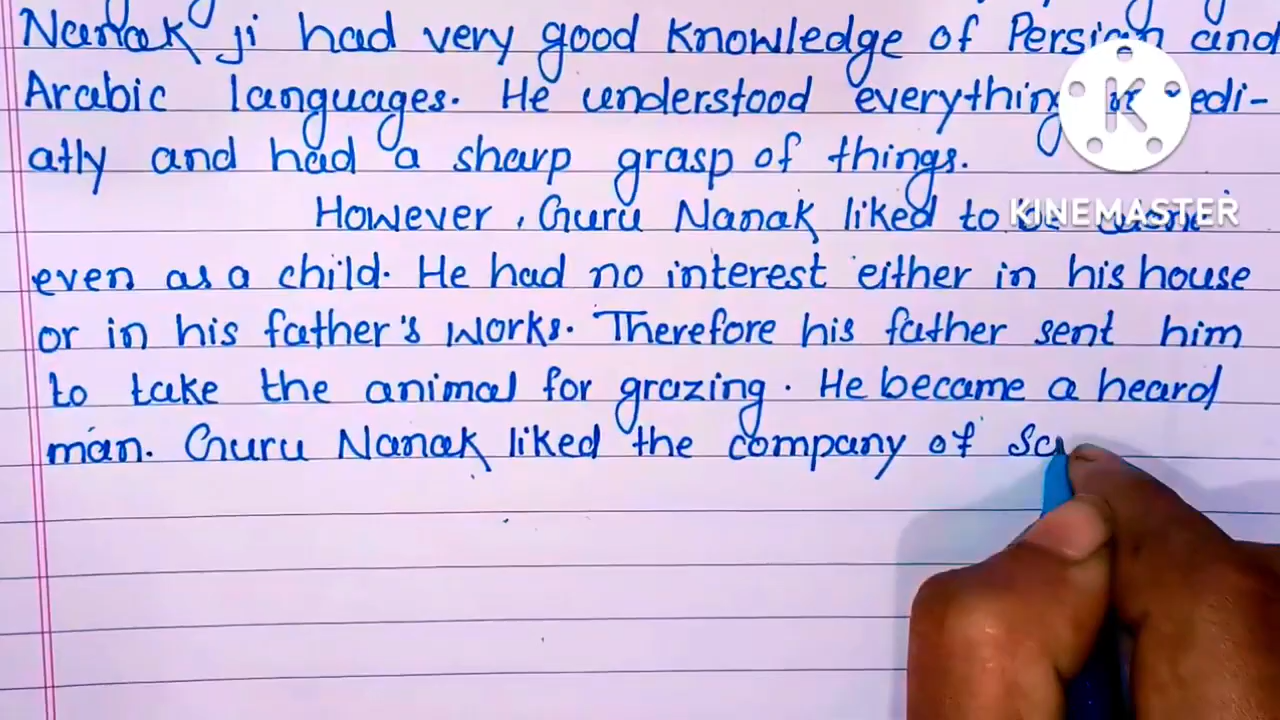 Nanak ji had very good knowledge of Persian and
Arabic languages. He understood everything
atly and had a sharp grasp of things.
However, Guru Nanak liked to
KINEMASTER
even as a child. He had no interest either in his house
or in his father's works. Therefore his father sent him
to take the animal for grazing. He became a heard
man. Guru Nanak liked the company of